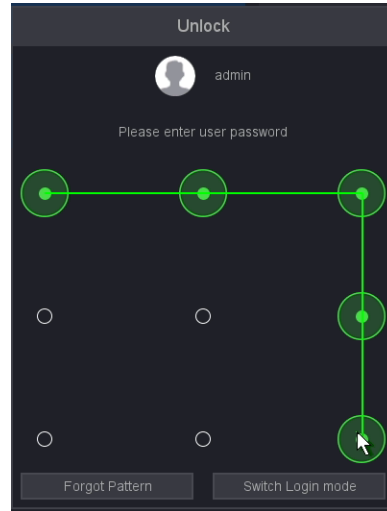 Unlock
admin
Please enter user password
Forgot Pattern
Switch Login mode